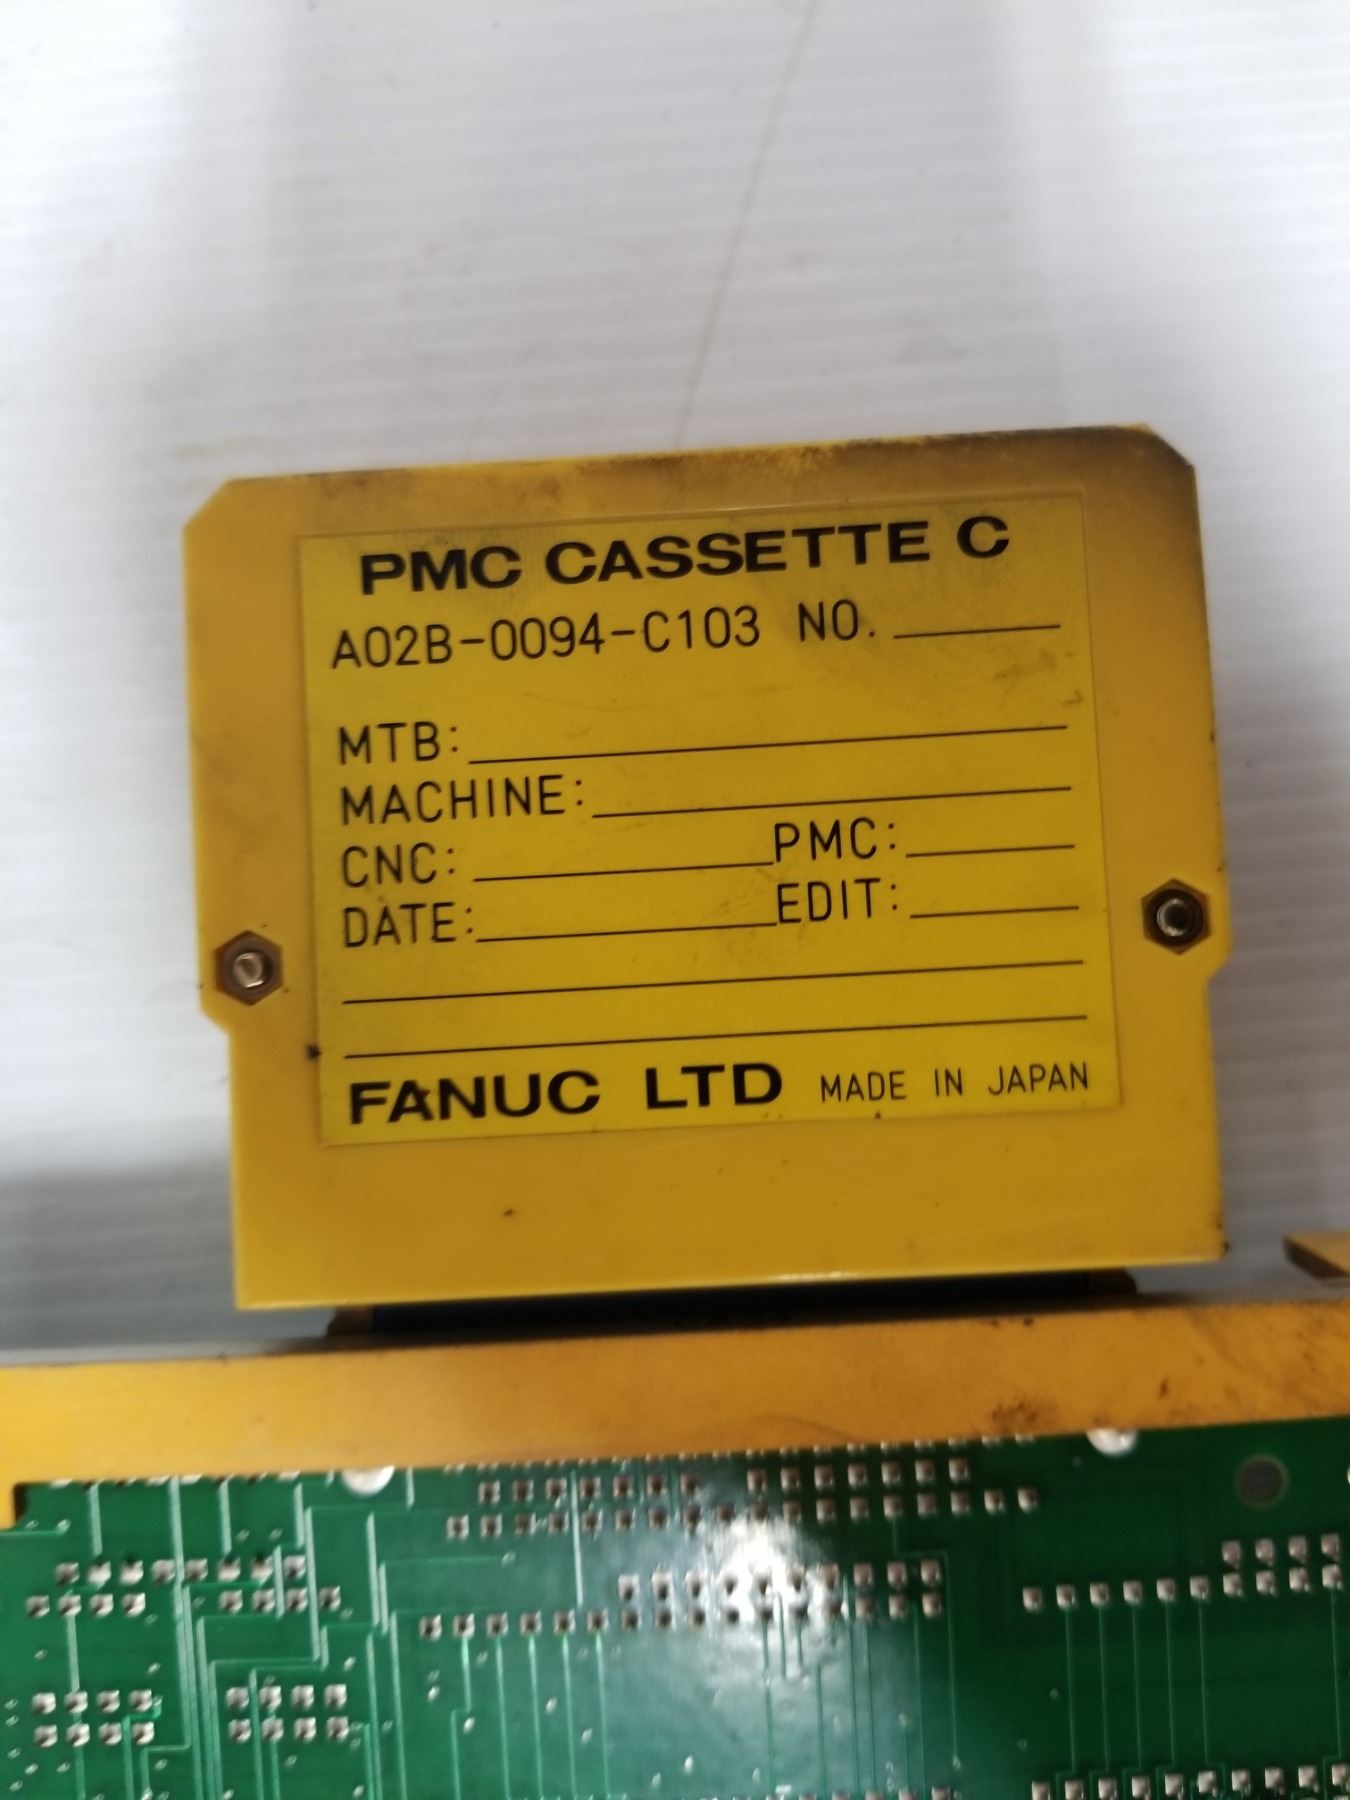 PMC CASSETTE C
A02B-0094-C103 NO.
MTB:
MACHINE:
CNC: PMC:
DATE: EDIT:
FANUC LTD MADE IN JAPAN